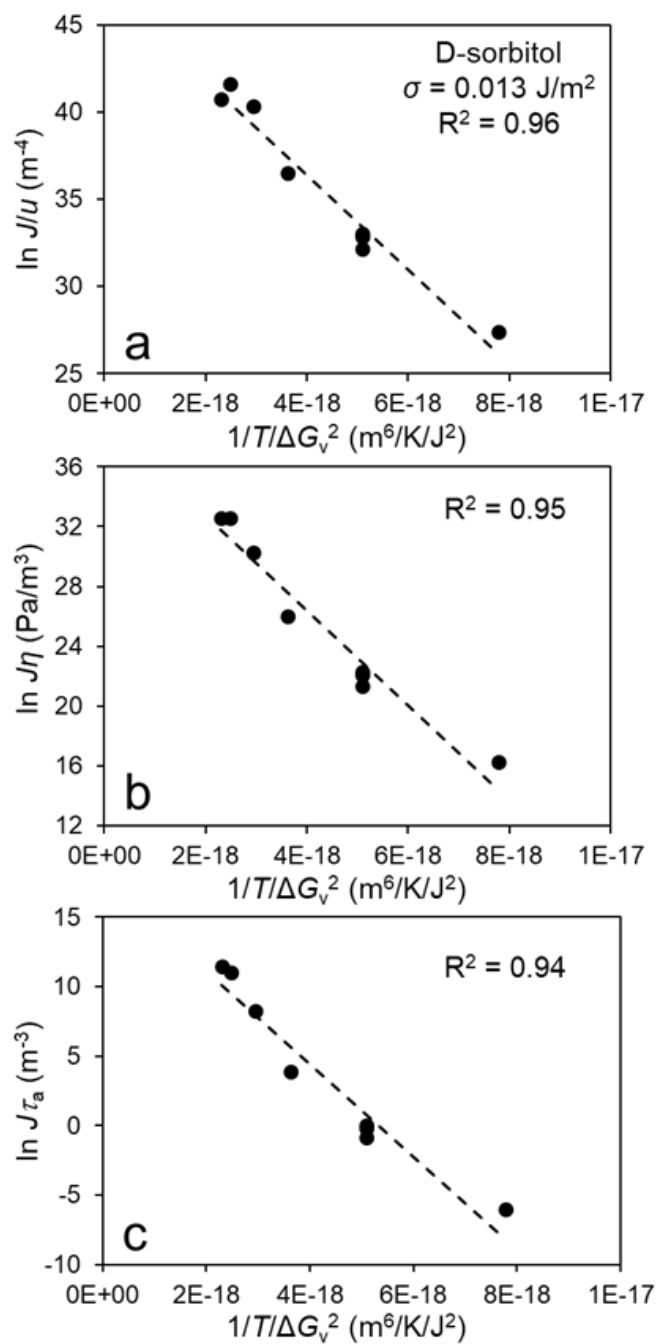 45
40
35
30
25
ln J/u (m⁻⁴)
D-sorbitol
σ = 0.013 J/m²
R² = 0.96
a
0E+00 2E-18 4E-18 6E-18 8E-18 1E-17
1/T/ΔGᵥ² (m⁶/K/J²)
36
32
28
24
20
16
12
ln Jη (Pa/m³)
R² = 0.95
b
0E+00 2E-18 4E-18 6E-18 8E-18 1E-17
1/T/ΔGᵥ² (m⁶/K/J²)
15
10
5
0
-5
-10
ln Jτₐ (m⁻³)
R² = 0.94
c
0E+00 2E-18 4E-18 6E-18 8E-18 1E-17
1/T/ΔGᵥ² (m⁶/K/J²)